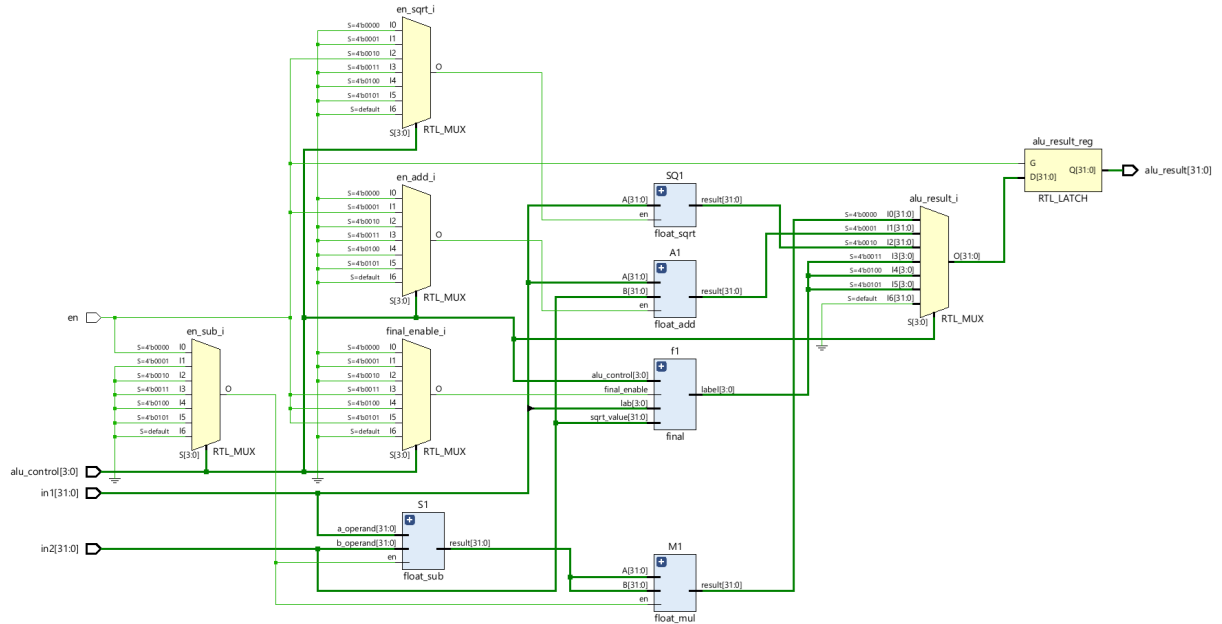 en_sqrt_i
S=4'b0000 I0
S=4'b0001 I1
S=4'b0010 I2
S=4'b0011 I3
S=4'b0100 I4
S=4'b0101 I5
S=default I6
O
S[3:0]
RTL_MUX
en_add_i
S=4'b0000 I0
S=4'b0001 I1
S=4'b0010 I2
S=4'b0011 I3
S=4'b0100 I4
S=4'b0101 I5
S=default I6
O
S[3:0]
RTL_MUX
en
en_sub_i
S=4'b0000 I0
S=4'b0001 I1
S=4'b0010 I2
S=4'b0011 I3
S=4'b0100 I4
S=4'b0101 I5
S=default I6
O
S[3:0]
RTL_MUX
final_enable_i
S=4'b0000 I0
S=4'b0001 I1
S=4'b0010 I2
S=4'b0011 I3
S=4'b0100 I4
S=4'b0101 I5
S=default I6
O
S[3:0]
RTL_MUX
alu_control[3:0]
in1[31:0]
in2[31:0]
S1
a_operand[31:0]
b_operand[31:0]
en
result[31:0]
float_sub
SQ1
A[31:0]
en
result[31:0]
float_sqrt
A1
A[31:0]
B[31:0]
en
result[31:0]
float_add
f1
alu_control[3:0]
final_enable
lab[3:0]
sqrt_value[31:0]
label[3:0]
final
M1
A[31:0]
B[31:0]
en
result[31:0]
float_mul
alu_result_i
S=4'b0000 I0[31:0]
S=4'b0001 I1[31:0]
S=4'b0010 I2[31:0]
S=4'b0011 I3[3:0]
S=4'b0100 I4[3:0]
S=4'b0101 I5[3:0]
S=default I6[31:0]
O[31:0]
S[3:0]
RTL_MUX
alu_result_reg
G
D[31:0]
Q[31:0]
RTL_LATCH
alu_result[31:0]